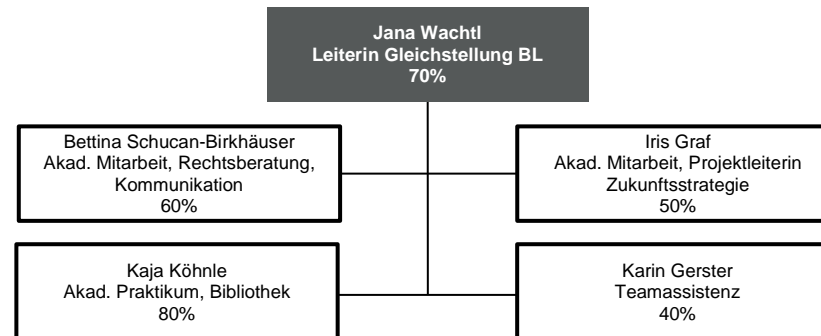 Jana Wachtl
Leiterin Gleichstellung BL
70%
Bettina Schucan-Birkhäuser
Akad. Mitarbeit, Rechtsberatung,
Kommunikation
60%
Iris Graf
Akad. Mitarbeit, Projektleiterin
Zukunftsstrategie
50%
Kaja Köhnle
Akad. Praktikum, Bibliothek
80%
Karin Gerster
Teamassistenz
40%